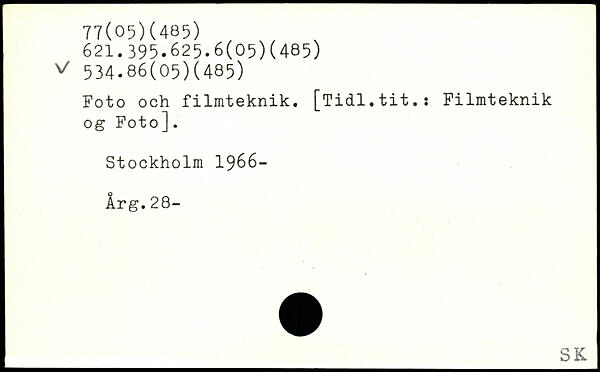 77(05)(485)
621.395.625.6(05)(485)
✓ 534.86(05)(485)
Foto och filmteknik. [Tidl.tit.: Filmteknik
og Foto].
Stockholm 1966-
Årg.28-
SK